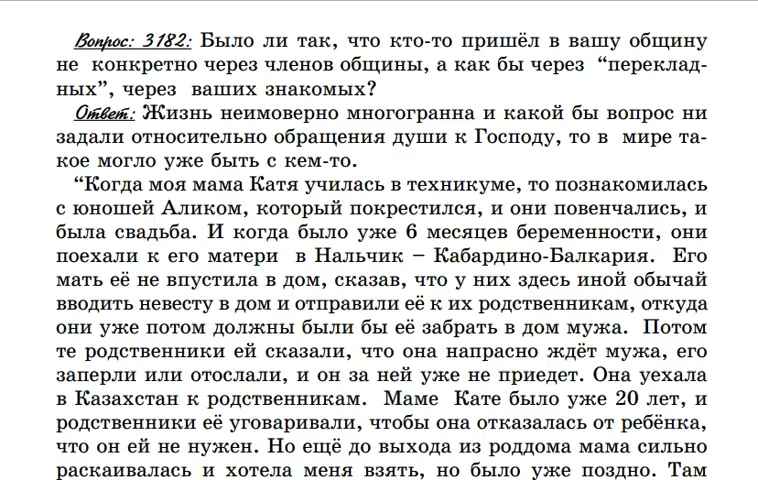 Вопрос: 3182: Было ли так, что кто-то пришёл в вашу общину
не конкретно через членов общины, а как бы через “переклад-
ных”, через ваших знакомых?
Ответ: Жизнь неимоверно многогранна и какой бы вопрос ни
задали относительно обращения души к Господу, то в мире та-
кое могло уже быть с кем-то.
“Когда моя мама Катя училась в техникуме, то познакомилась
с юношей Аликом, который покрестился, и они повенчались, и
была свадьба. И когда было уже 6 месяцев беременности, они
поехали к его матери в Нальчик – Кабардино-Балкария. Его
мать её не впустила в дом, сказав, что у них здесь иной обычай
вводить невесту в дом и отправили её к их родственникам, откуда
они уже потом должны были бы её забрать в дом мужа. Потом
те родственники ей сказали, что она напрасно ждёт мужа, его
заперли или отослали, и он за ней уже не приедет. Она уехала
в Казахстан к родственникам. Маме Кате было уже 20 лет, и
родственники её уговаривали, чтобы она отказалась от ребёнка,
что он ей не нужен. Но ещё до выхода из роддома мама сильно
раскаивалась и хотела меня взять, но было уже поздно. Там